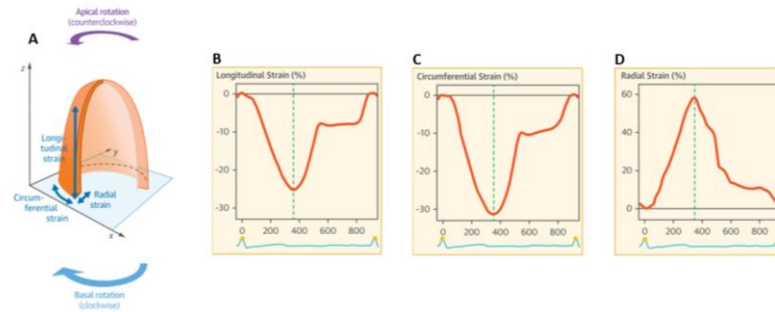 Apical rotation
(counterclockwise)
A
z
Longi-
tudinal
strain
y
Circum-
ferential
strain
Radial
strain
x
Basal rotation
(clockwise)
B
Longitudinal Strain (%)
0
-10
-20
-30
0 200 400 600 800
C
Circumferential Strain (%)
0
-10
-20
-30
0 200 400 600 800
D
Radial Strain (%)
60
40
20
0
0 200 400 600 800